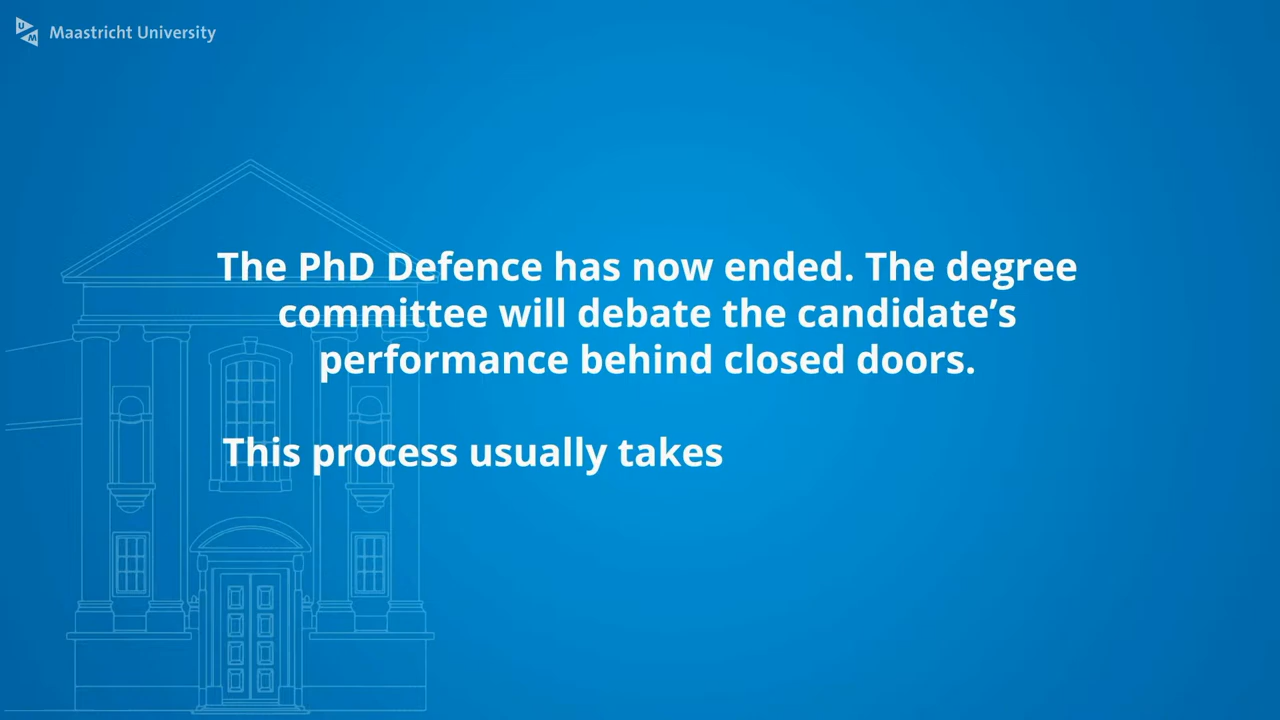 Maastricht University
The PhD Defence has now ended. The degree
committee will debate the candidate’s
performance behind closed doors.
This process usually takes